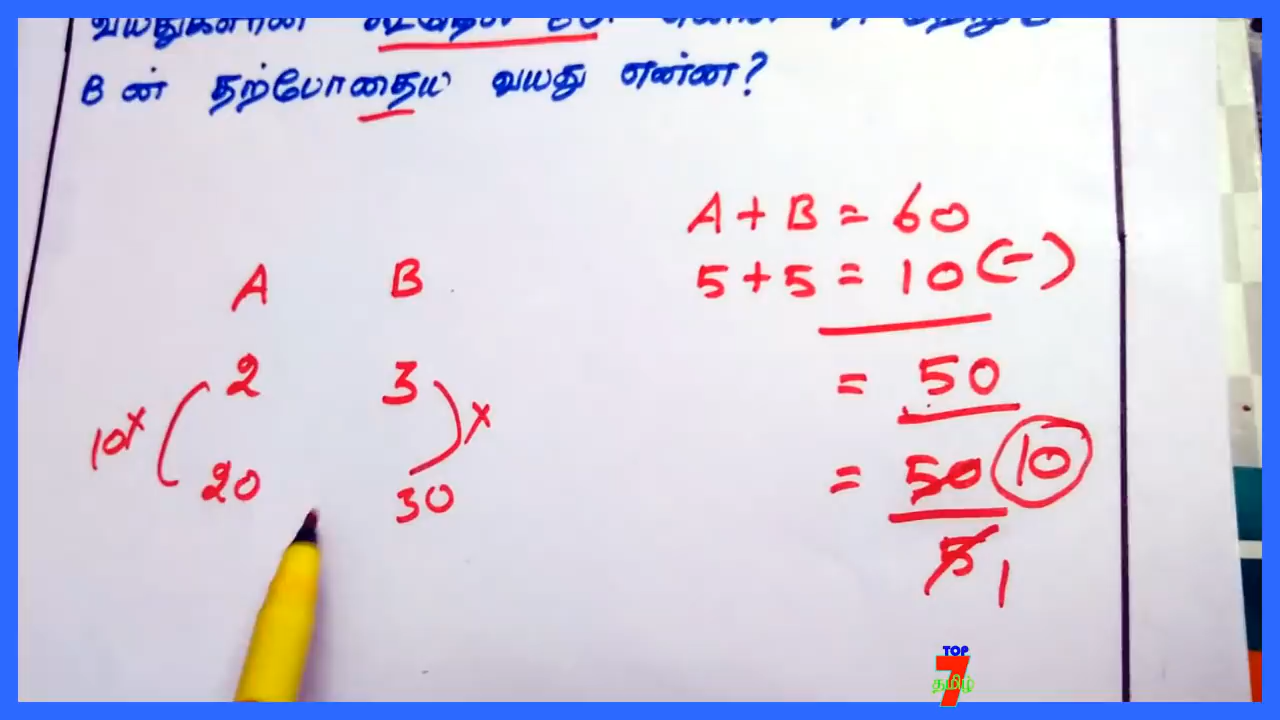 B ன் தற்போதைய வயது என்ன?
A + B = 60
5 + 5 = 10 (-)
= 50
= 50 10
5 1
A B
2 3
10x x
20 30
TOP
7
தமிழ்